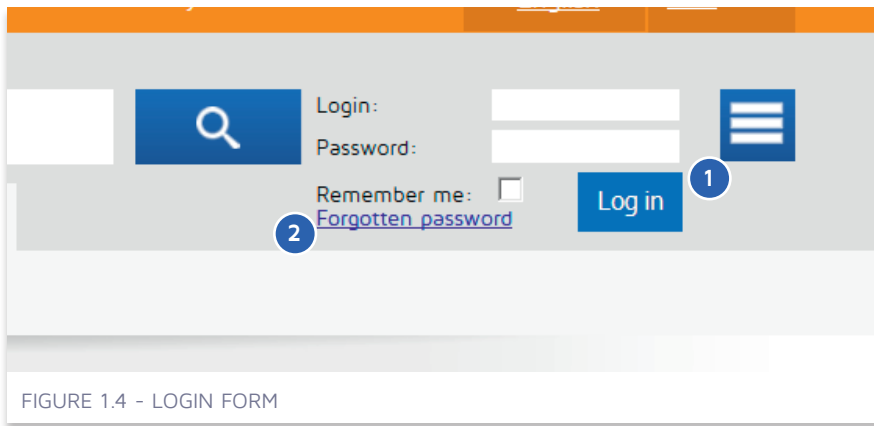 Login:
Password:
1
Remember me:
Log in
2
Forgotten password
FIGURE 1.4 - LOGIN FORM